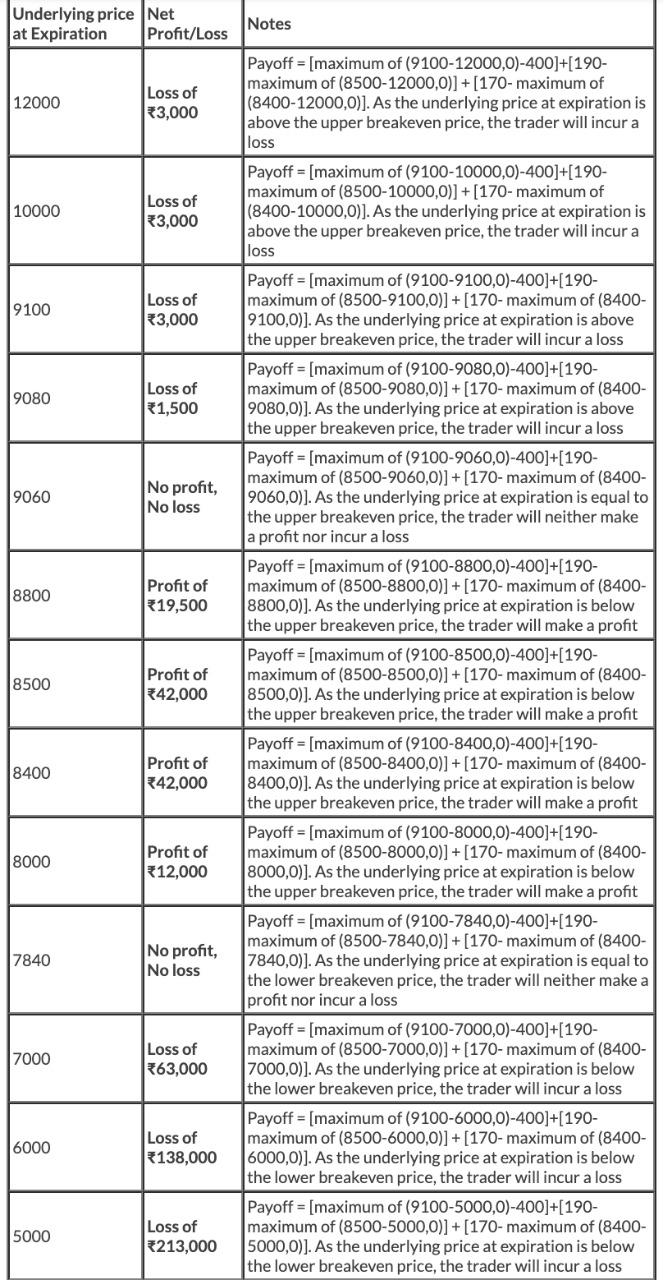 Underlying price
at Expiration
Net
Profit/Loss
Notes
12000
Loss of
₹3,000
Payoff = [maximum of (9100-12000,0)-400]+[190-
maximum of (8500-12000,0)] + [170- maximum of
(8400-12000,0)]. As the underlying price at expiration is
above the upper breakeven price, the trader will incur a
loss
10000
Loss of
₹3,000
Payoff = [maximum of (9100-10000,0)-400]+[190-
maximum of (8500-10000,0)] + [170- maximum of
(8400-10000,0)]. As the underlying price at expiration is
above the upper breakeven price, the trader will incur a
loss
9100
Loss of
₹3,000
Payoff = [maximum of (9100-9100,0)-400]+[190-
maximum of (8500-9100,0)] + [170- maximum of (8400-
9100,0)]. As the underlying price at expiration is above
the upper breakeven price, the trader will incur a loss
9080
Loss of
₹1,500
Payoff = [maximum of (9100-9080,0)-400]+[190-
maximum of (8500-9080,0)] + [170- maximum of (8400-
9080,0)]. As the underlying price at expiration is above
the upper breakeven price, the trader will incur a loss
9060
No profit,
No loss
Payoff = [maximum of (9100-9060,0)-400]+[190-
maximum of (8500-9060,0)] + [170- maximum of (8400-
9060,0)]. As the underlying price at expiration is equal to
the upper breakeven price, the trader will neither make
a profit nor incur a loss
8800
Profit of
₹19,500
Payoff = [maximum of (9100-8800,0)-400]+[190-
maximum of (8500-8800,0)] + [170- maximum of (8400-
8800,0)]. As the underlying price at expiration is below
the upper breakeven price, the trader will make a profit
8500
Profit of
₹42,000
Payoff = [maximum of (9100-8500,0)-400]+[190-
maximum of (8500-8500,0)] + [170- maximum of (8400-
8500,0)]. As the underlying price at expiration is below
the upper breakeven price, the trader will make a profit
8400
Profit of
₹42,000
Payoff = [maximum of (9100-8400,0)-400]+[190-
maximum of (8500-8400,0)] + [170- maximum of (8400-
8400,0)]. As the underlying price at expiration is below
the upper breakeven price, the trader will make a profit
8000
Profit of
₹12,000
Payoff = [maximum of (9100-8000,0)-400]+[190-
maximum of (8500-8000,0)] + [170- maximum of (8400-
8000,0)]. As the underlying price at expiration is below
the upper breakeven price, the trader will make a profit
7840
No profit,
No loss
Payoff = [maximum of (9100-7840,0)-400]+[190-
maximum of (8500-7840,0)] + [170- maximum of (8400-
7840,0)]. As the underlying price at expiration is equal to
the lower breakeven price, the trader will neither make a
profit nor incur a loss
7000
Loss of
₹63,000
Payoff = [maximum of (9100-7000,0)-400]+[190-
maximum of (8500-7000,0)] + [170- maximum of (8400-
7000,0)]. As the underlying price at expiration is below
the lower breakeven price, the trader will incur a loss
6000
Loss of
₹138,000
Payoff = [maximum of (9100-6000,0)-400]+[190-
maximum of (8500-6000,0)] + [170- maximum of (8400-
6000,0)]. As the underlying price at expiration is below
the lower breakeven price, the trader will incur a loss
5000
Loss of
₹213,000
Payoff = [maximum of (9100-5000,0)-400]+[190-
maximum of (8500-5000,0)] + [170- maximum of (8400-
5000,0)]. As the underlying price at expiration is below
the lower breakeven price, the trader will incur a loss